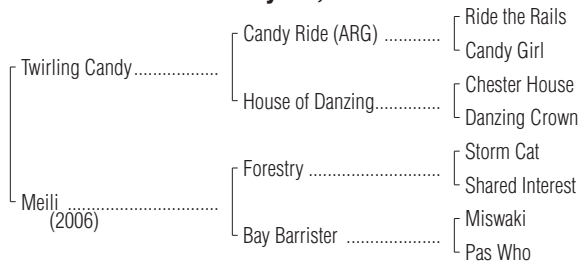 Ride the Rails
Candy Ride (ARG) ............
Candy Girl
Twirling Candy..................
Chester House
House of Danzing..............
Danzing Crown
Storm Cat
Forestry ............................
Shared Interest
Meili ................................
(2006)
Miswaki
Bay Barrister ....................
Pas Who